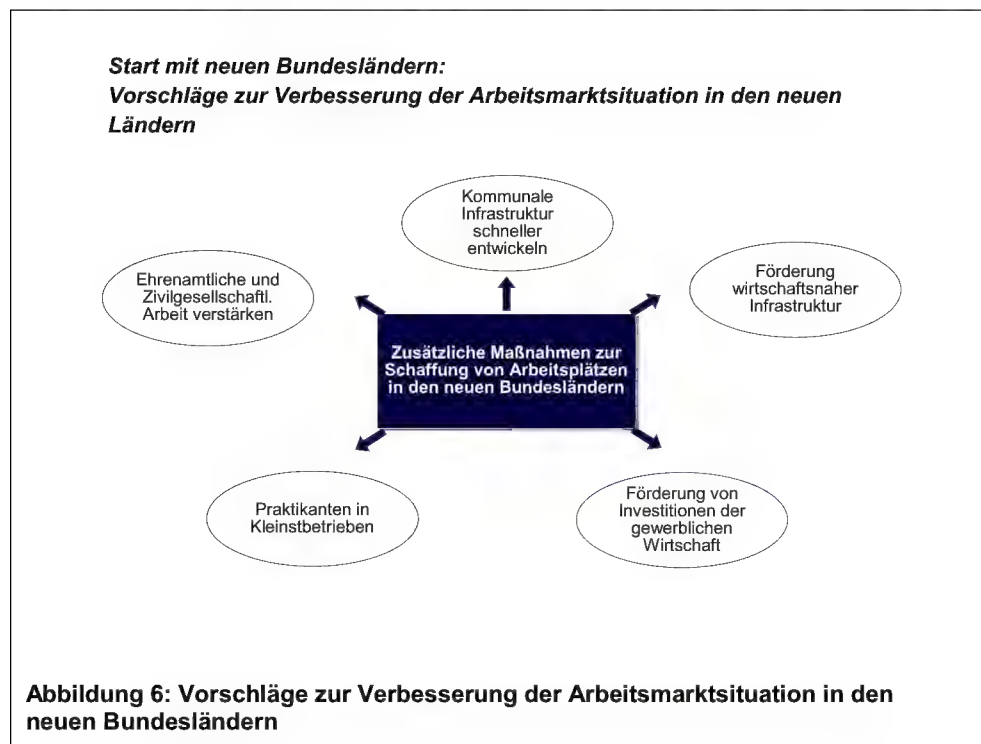 Start mit neuen Bundesländern:
Vorschläge zur Verbesserung der Arbeitsmarktsituation in den neuen
Ländern
Kommunale
Infrastruktur
schneller
entwickeln
Ehrenamtliche und
Zivilgesellschaftl.
Arbeit verstärken
Förderung
wirtschaftsnaher
Infrastruktur
Zusätzliche Maßnahmen zur
Schaffung von Arbeitsplätzen
in den neuen Bundesländern
Praktikanten in
Kleinstbetrieben
Förderung von
Investitionen der
gewerblichen
Wirtschaft
Abbildung 6: Vorschläge zur Verbesserung der Arbeitsmarktsituation in den
neuen Bundesländern